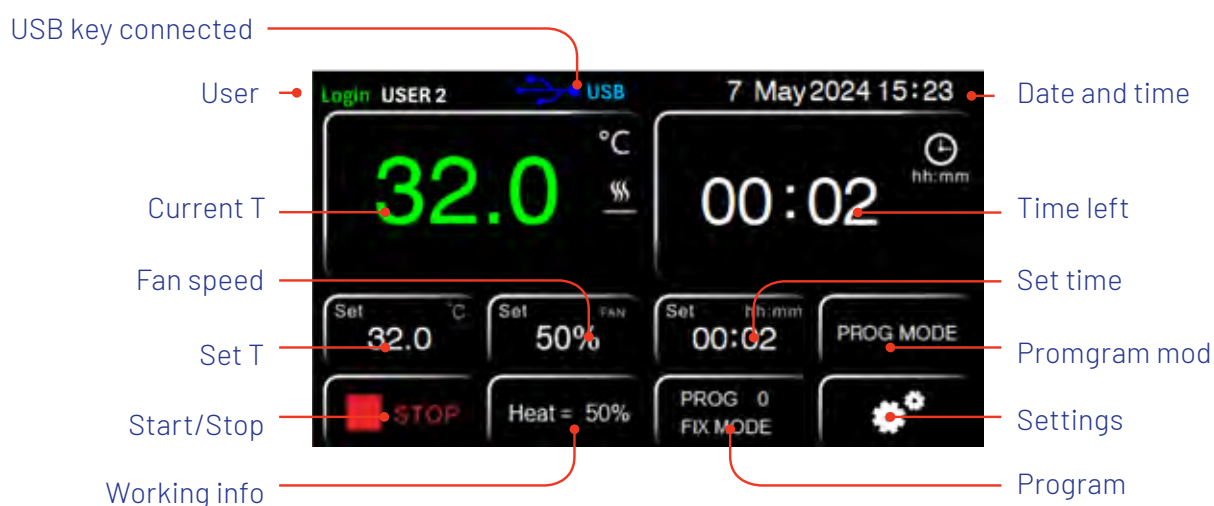 USB key connected
User
Login USER 2
USB
7 May 2024 15:23
Date and time
°C
32.0
hh:mm
00:02
Current T
Time left
Fan speed
Set time
Set °C
32.0
Set FAN
50%
Set hh:mm
00:02
PROG MODE
Set T
Promgram mod
STOP
Heat = 50%
PROG 0
FIX MODE
Start/Stop
Settings
Working info
Program